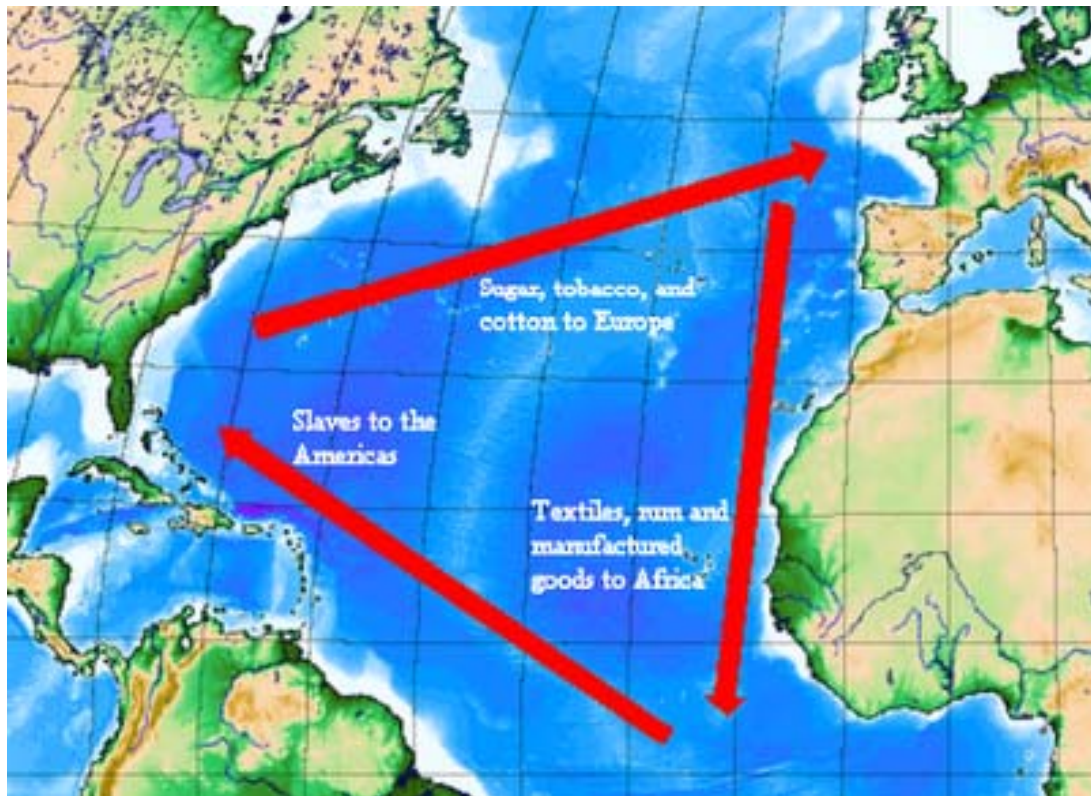 Sugar, tobacco, and
cotton to Europe
Slaves to the
Americas
Textiles, rum and
manufactured
goods to Africa